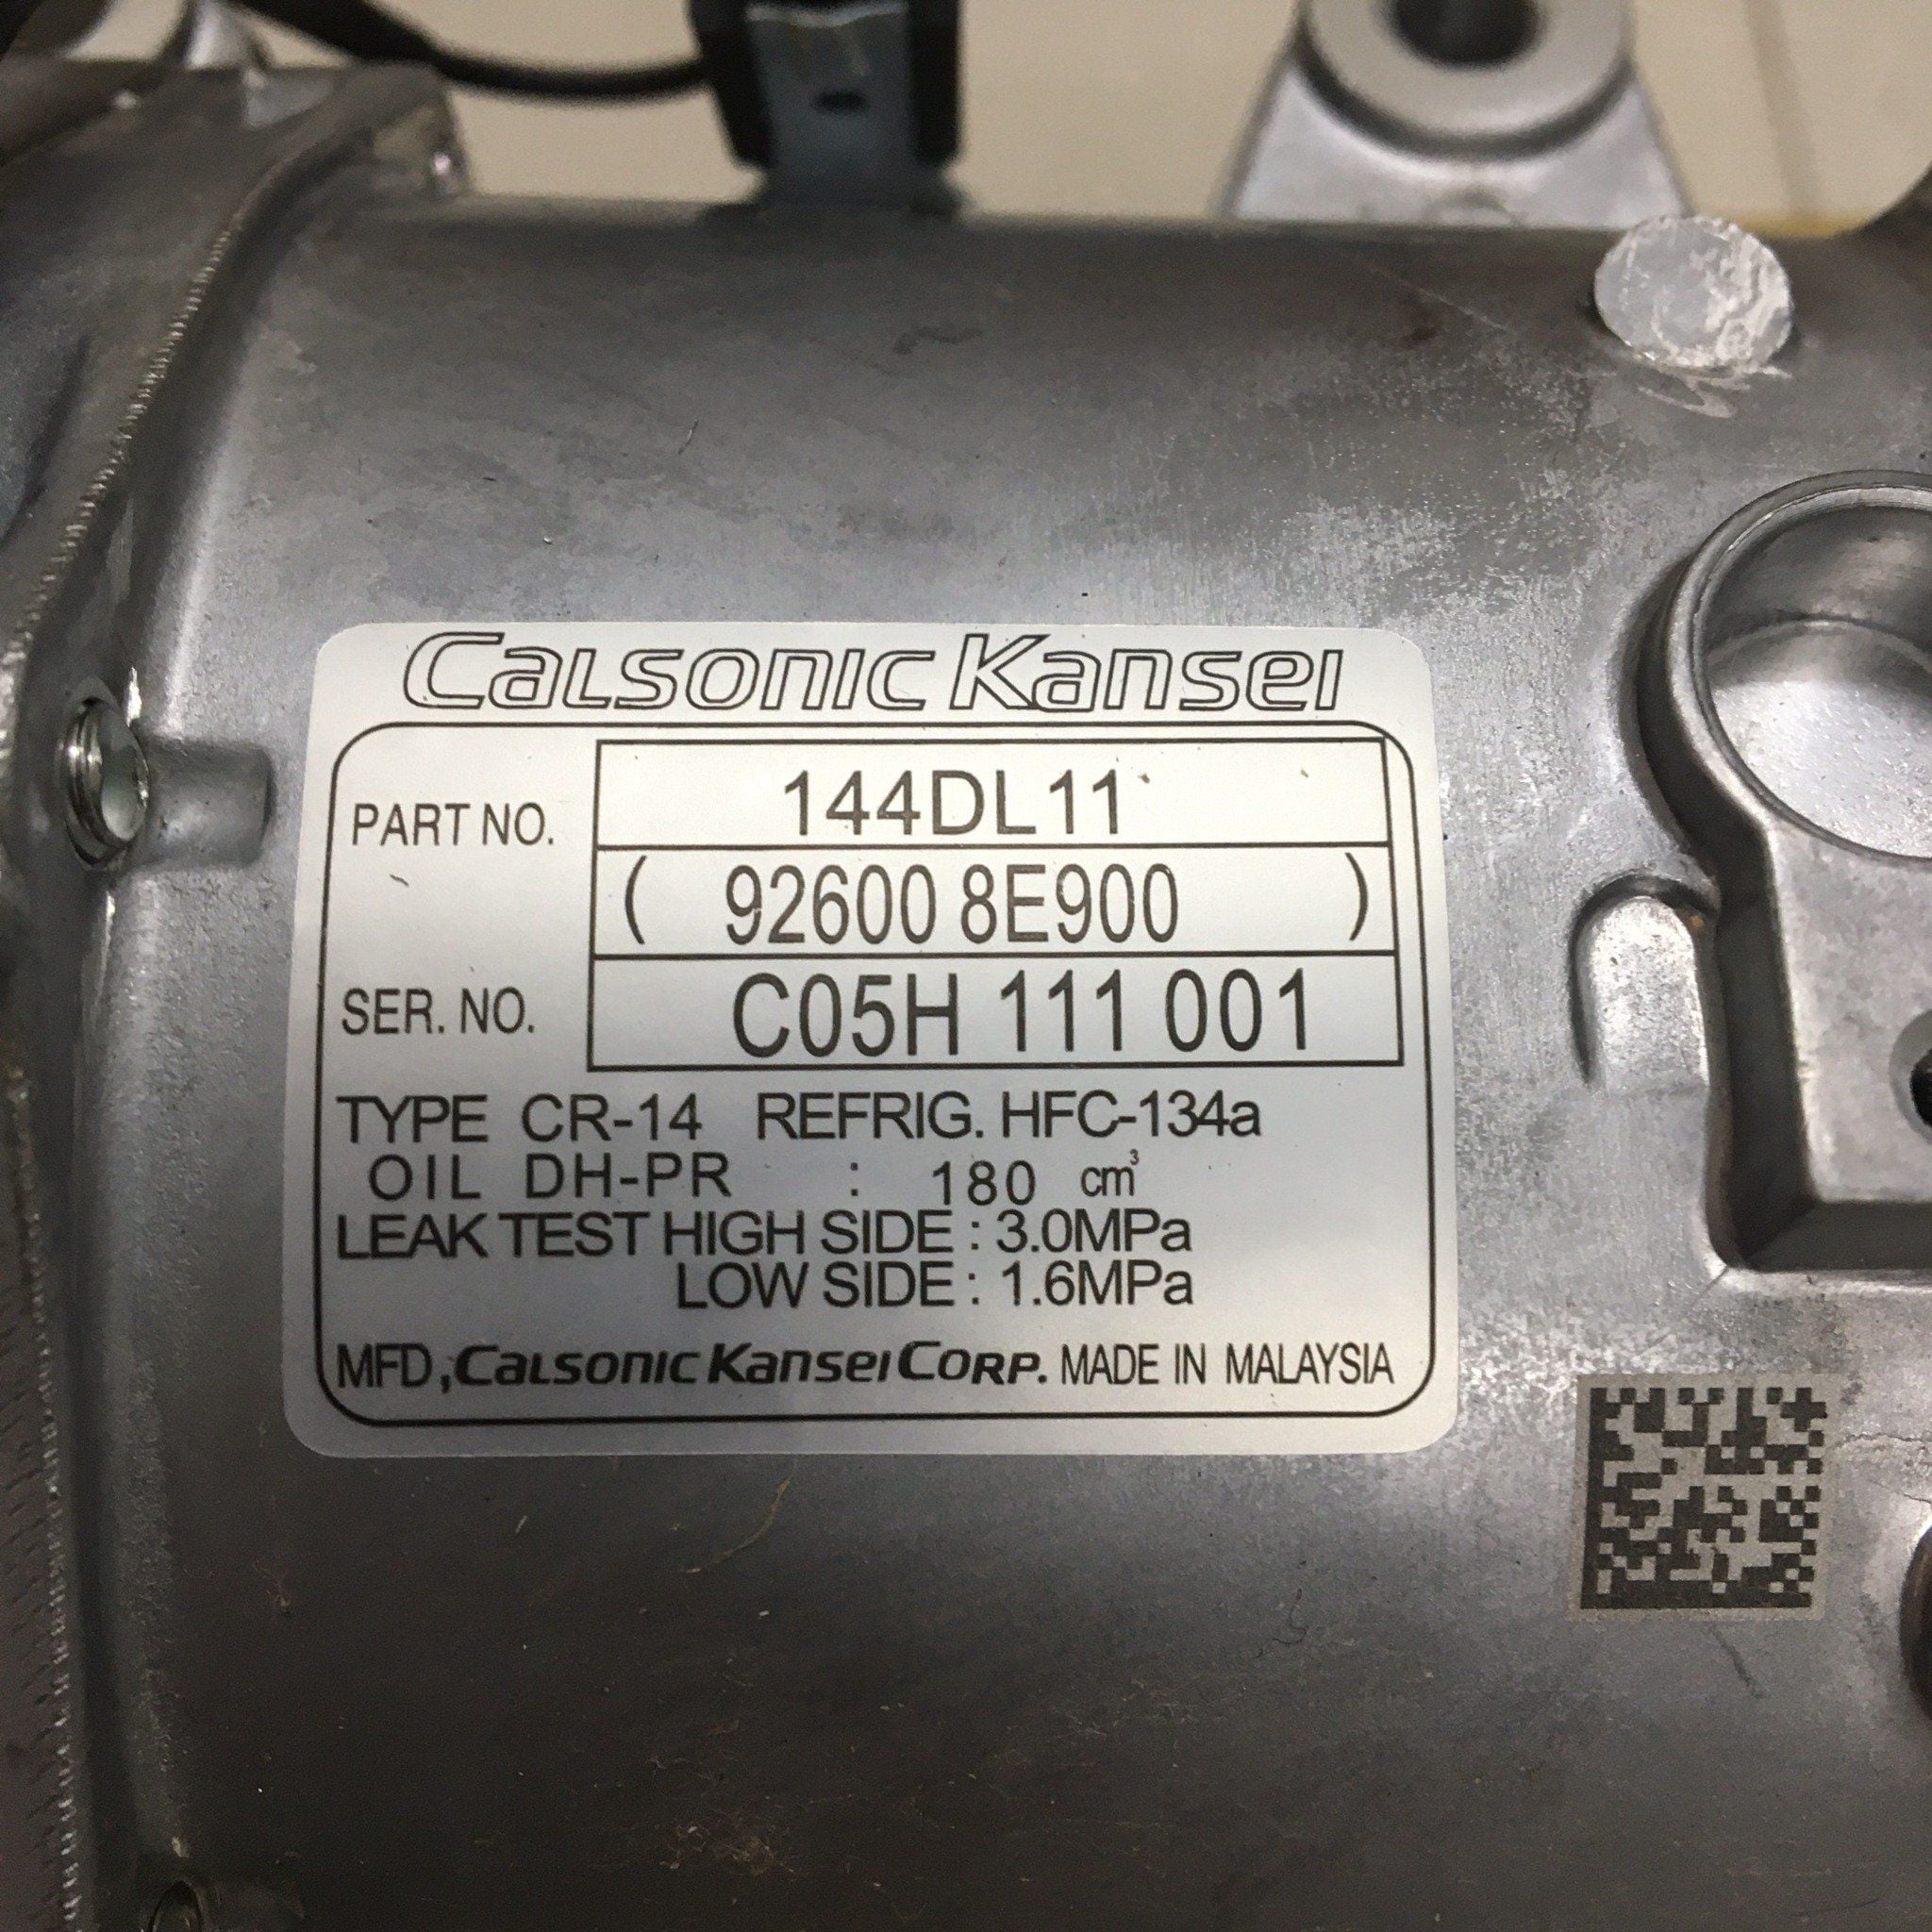 Calsonic Kansei
PART NO. 144DL11
( 92600 8E900 )
SER. NO. C05H 111 001
TYPE CR-14 REFRIG. HFC-134a
OIL DH-PR : 180 cm³
LEAK TEST HIGH SIDE : 3.0MPa
LOW SIDE : 1.6MPa
MFD, Calsonic Kansei Corp. MADE IN MALAYSIA